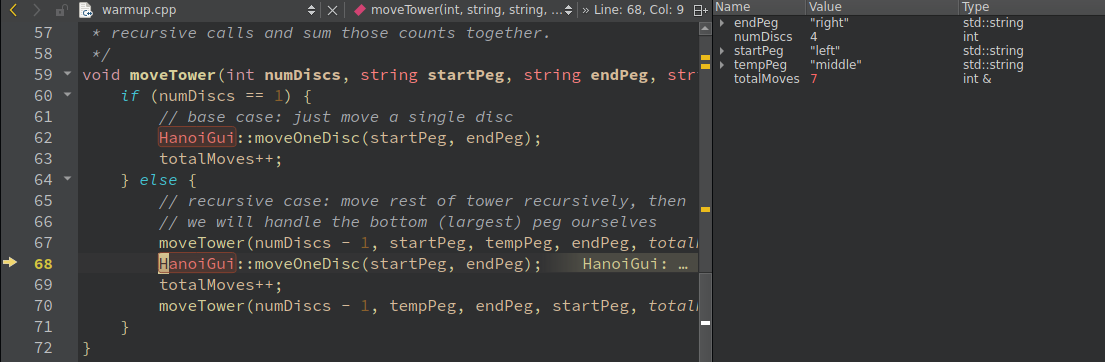 warmup.cpp moveTower(int, string, string, ... » Line: 68, Col: 9
57 * recursive calls and sum those counts together.
58 */
59 void moveTower(int numDiscs, string startPeg, string endPeg, str
60 if (numDiscs == 1) {
61 // base case: just move a single disc
62 HanoiGui::moveOneDisc(startPeg, endPeg);
63 totalMoves++;
64 } else {
65 // recursive case: move rest of tower recursively, then
66 // we will handle the bottom (largest) peg ourselves
67 moveTower(numDiscs - 1, startPeg, tempPeg, endPeg, total
68 HanoiGui::moveOneDisc(startPeg, endPeg); HanoiGui: ...
69 totalMoves++;
70 moveTower(numDiscs - 1, tempPeg, endPeg, startPeg, total
71 }
72 }
Name Value Type
endPeg "right" std::string
numDiscs 4 int
startPeg "left" std::string
tempPeg "middle" std::string
totalMoves 7 int &